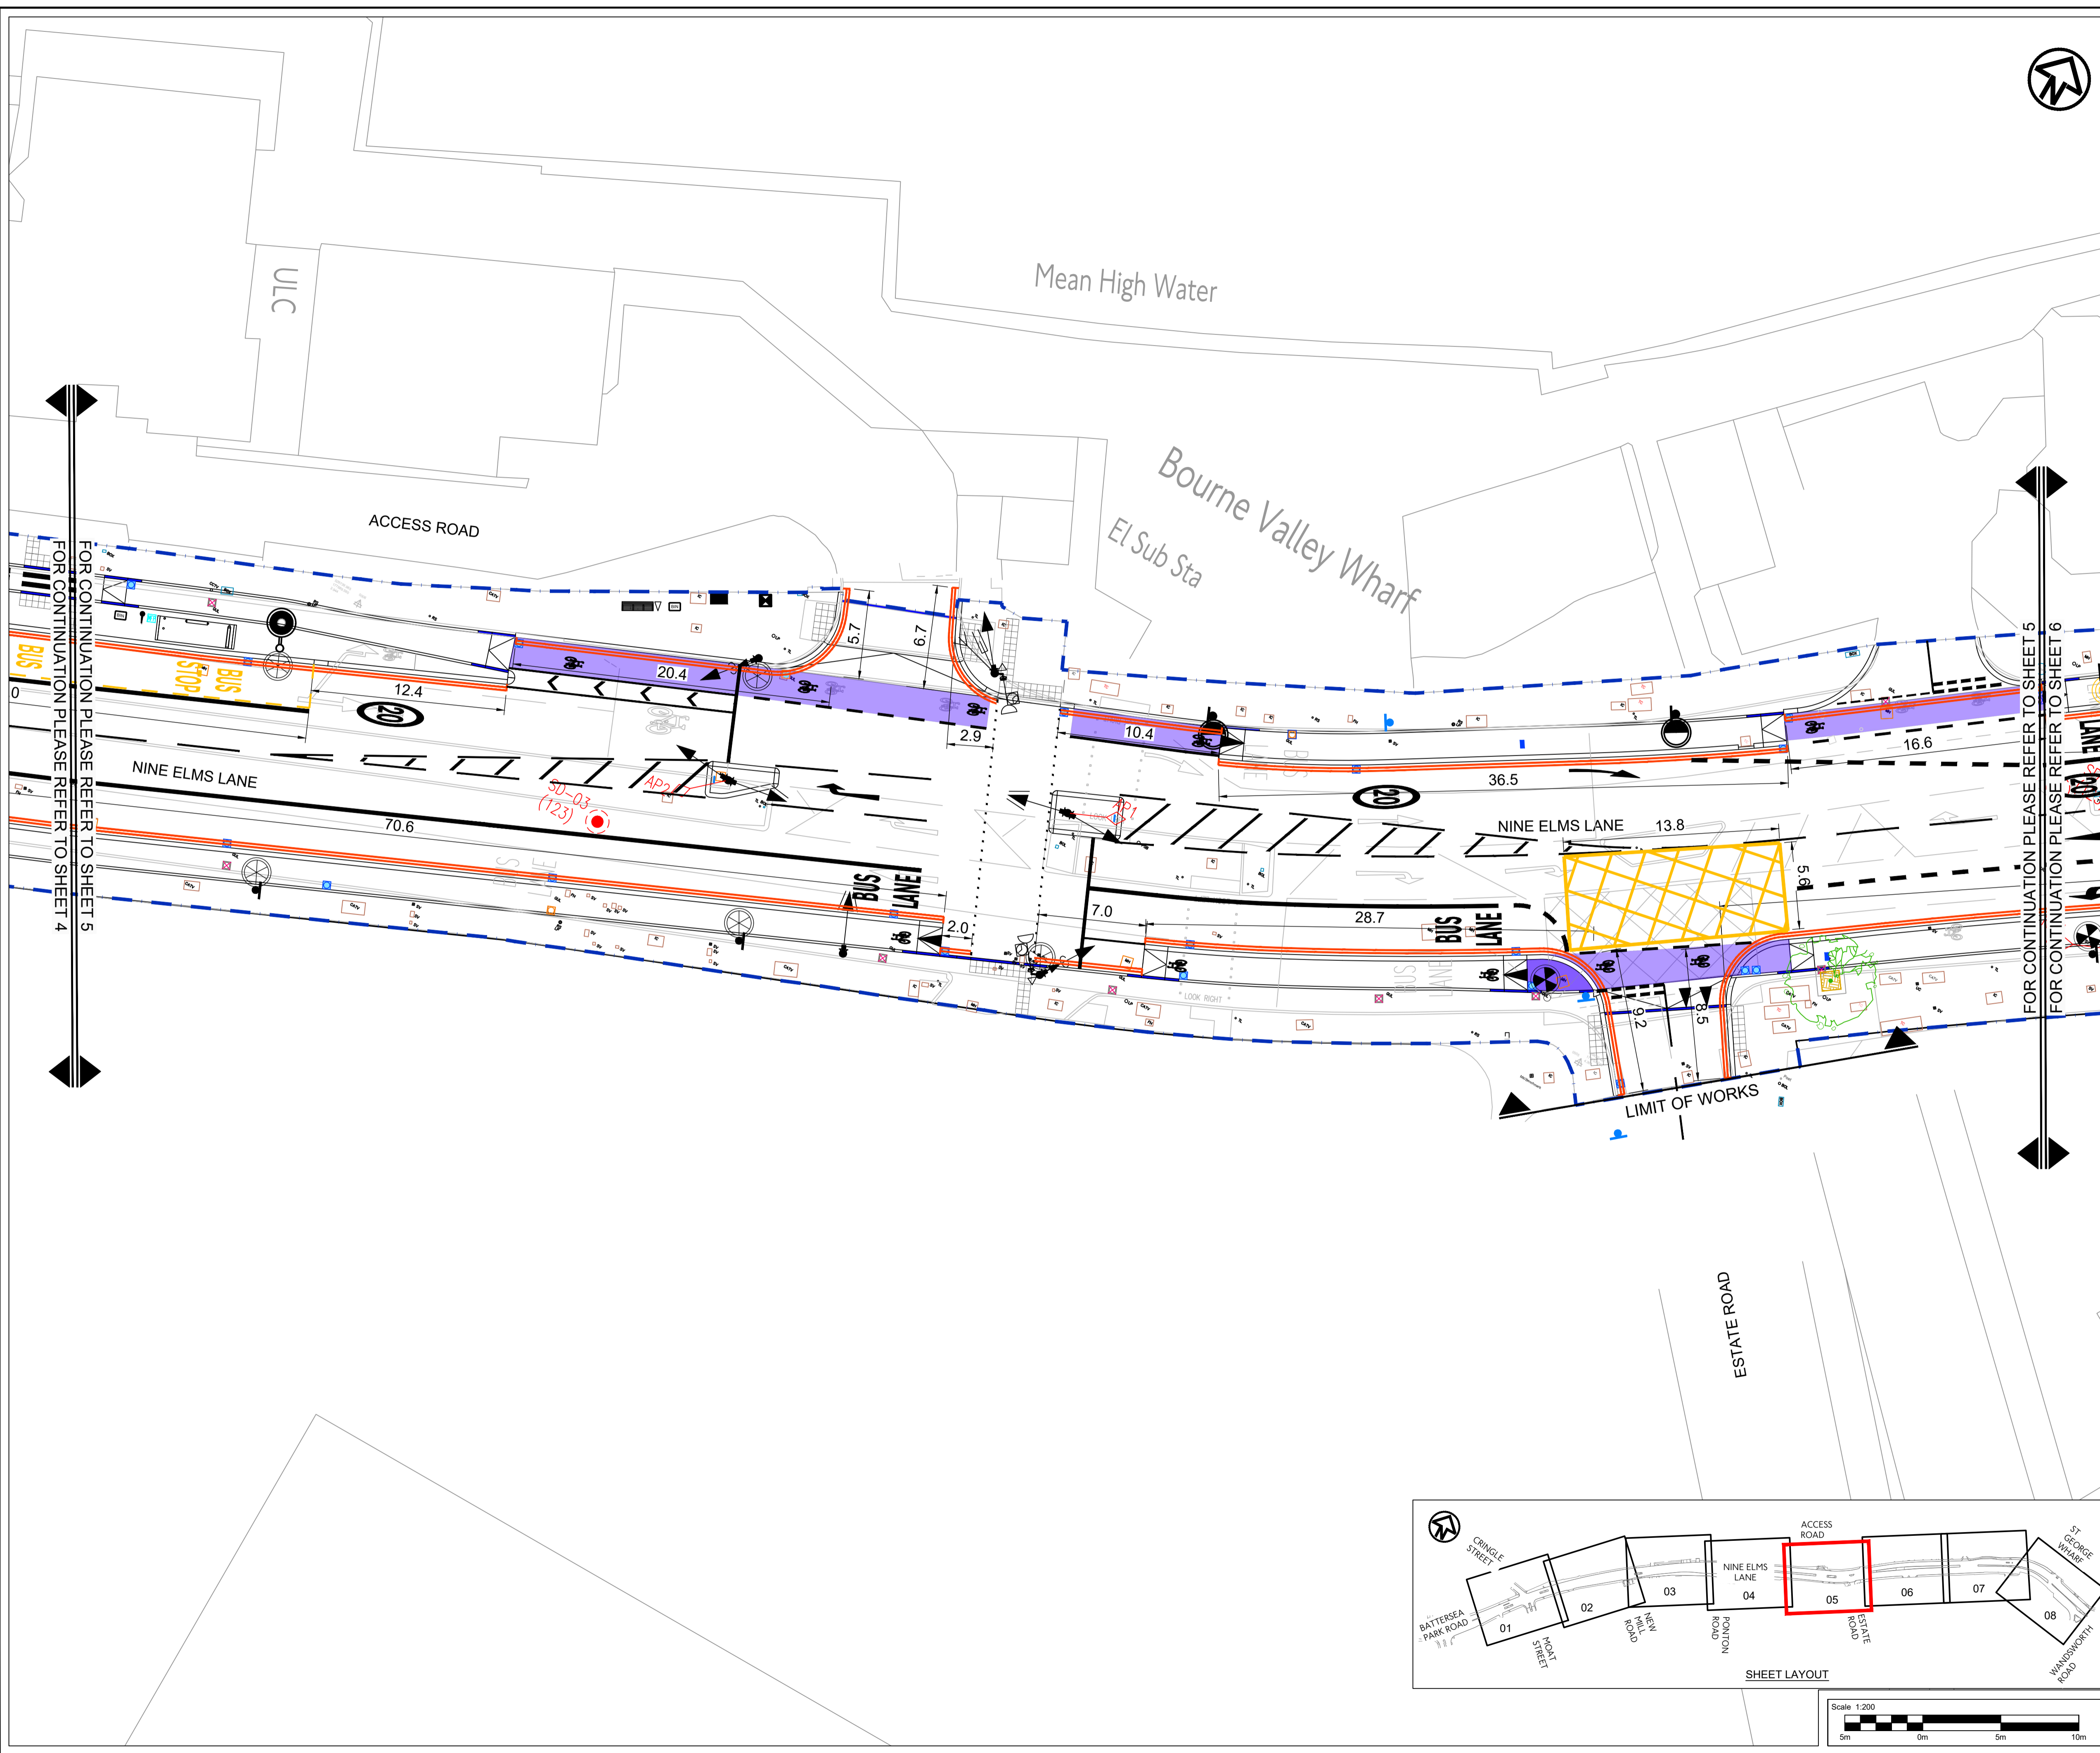 ULC
Mean High Water
Bourne Valley Wharf
El Sub Sta
ACCESS ROAD
FOR CONTINUATION PLEASE REFER TO SHEET 5
FOR CONTINUATION PLEASE REFER TO SHEET 4
FOR CONTINUATION PLEASE REFER TO SHEET 5
FOR CONTINUATION PLEASE REFER TO SHEET 6
BUS
STOP
BUS
0
12.4
20
20.4
5.7
6.7
2.9
10.4
36.5
20
16.6
NINE ELMS LANE
SD-03
(123)
AP2
AP1
LOOK
70.6
BUS
LANE
2.0
7.0
28.7
BUS
LANE
BUS
LANE
LOOK RIGHT
NINE ELMS LANE
13.8
5.6
9.2
8.5
LANE
20
LIMIT OF WORKS
ESTATE ROAD
CRINGLE
STREET
BATTERSEA
PARK ROAD
01
MOAT
STREET
02
NEW
MILL
ROAD
03
PONTON
ROAD
NINE ELMS
LANE
04
ACCESS
ROAD
05
ESTATE
ROAD
06
07
ST
GEORGE
WHARF
08
WANDSWORTH
ROAD
SHEET LAYOUT
Scale 1:200
5m
0m
5m
10m